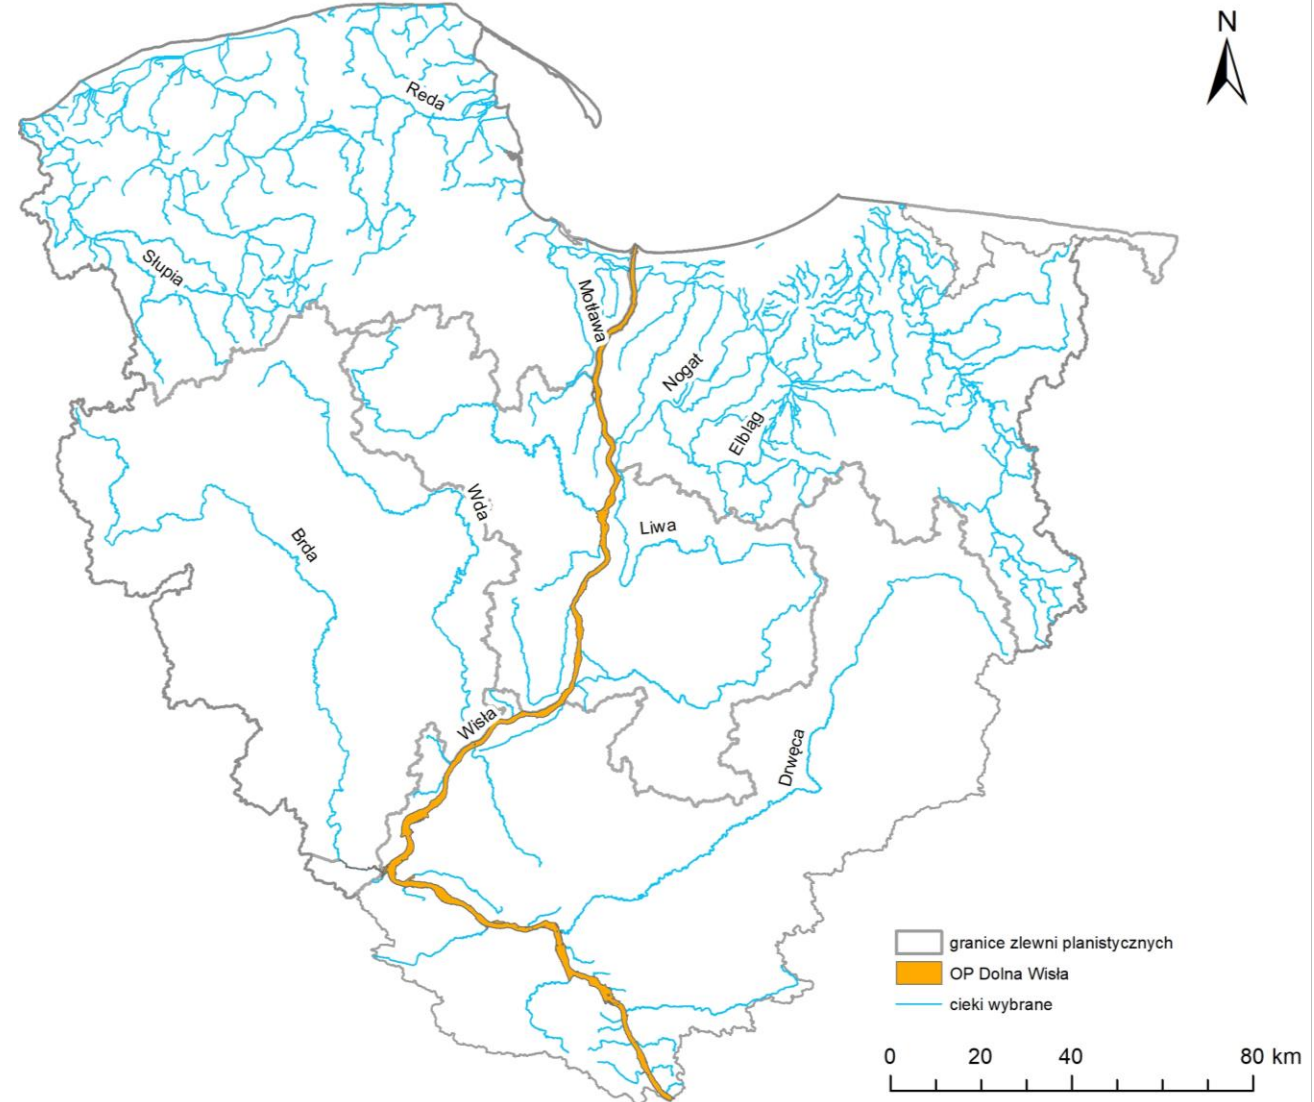 N
Reda
Słupia
Motława
Nogat
Elbląg
Wda
Liwa
Brda
Wisła
Drwęca
granice zlewni planistycznych
OP Dolna Wisła
cieki wybrane
0 20 40 80 km